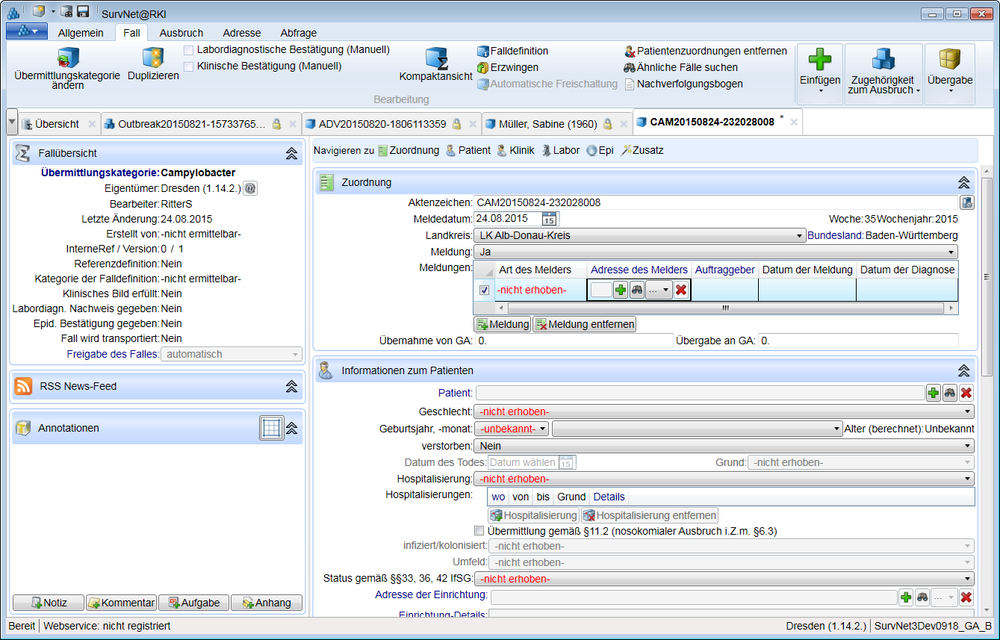 SurvNet@RKI
Allgemein Fall Ausbruch Adresse Abfrage
Übermittlungskategorie ändern
Duplizieren
Labordiagnostische Bestätigung (Manuell)
Klinische Bestätigung (Manuell)
Kompaktansicht
Falldefinition
Erzwingen
Automatische Freischaltung
Patientenzuordnungen entfernen
Ähnliche Fälle suchen
Nachverfolgungsbogen
Bearbeitung
Einfügen
Zugehörigkeit zum Ausbruch
Übergabe
Übersicht Outbreak20150821-15733765... ADV20150820-1806113359 Müller, Sabine (1960) CAM20150824-232028008 *
Fallübersicht
Übermittlungskategorie: Campylobacter
Eigentümer: Dresden (1.14.2.) @
Bearbeiter: RitterS
Letzte Änderung: 24.08.2015
Erstellt von: -nicht ermittelbar-
InterneRef / Version: 0 / 1
Referenzdefinition: Nein
Kategorie der Falldefinition: -nicht ermittelbar-
Klinisches Bild erfüllt: Nein
Labordiagn. Nachweis gegeben: Nein
Epid. Bestätigung gegeben: Nein
Fall wird transportiert: Nein
Freigabe des Falles: automatisch
RSS News-Feed
Annotationen
Notiz Kommentar Aufgabe Anhang
Navigieren zu Zuordnung Patient Klinik Labor Epi Zusatz
Zuordnung
Aktenzeichen: CAM20150824-232028008
Meldedatum: 24.08.2015 15 Woche: 35 Wochenjahr: 2015
Landkreis: LK Alb-Donau-Kreis Bundesland: Baden-Württemberg
Meldung: Ja
Meldungen: Art des Melders Adresse des Melders Auftraggeber Datum der Meldung Datum der Diagnose
-nicht erhoben- ...
Meldung Meldung entfernen
Übernahme von GA: 0. Übergabe an GA: 0.
Informationen zum Patienten
Patient:
Geschlecht: -nicht erhoben-
Geburtsjahr, -monat: -unbekannt- Alter (berechnet): Unbekannt
verstorben: Nein
Datum des Todes: Datum wählen 15 Grund: -nicht erhoben-
Hospitalisierung: -nicht erhoben-
Hospitalisierungen: wo von bis Grund Details
Hospitalisierung Hospitalisierung entfernen
Übermittlung gemäß §11.2 (nosokomialer Ausbruch i.Z.m. §6.3)
infiziert/kolonisiert: -nicht erhoben-
Umfeld: -nicht erhoben-
Status gemäß §§33, 36, 42 IfSG: -nicht erhoben-
Adresse der Einrichtung: ...
Einrichtung-Details:
Bereit Webservice: nicht registriert Dresden (1.14.2.) SurvNet3Dev0918_GA_B